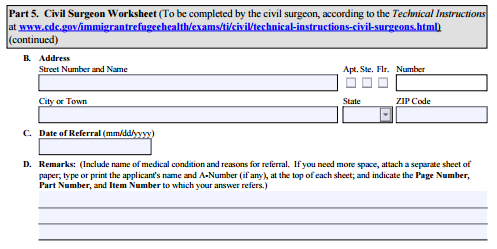 Part 5. Civil Surgeon Worksheet (To be completed by the civil surgeon, according to the Technical Instructions
at www.cdc.gov/immigrantrefugeehealth/exams/ti/civil/technical-instructions-civil-surgeons.html)
(continued)
B. Address
Street Number and Name Apt. Ste. Flr. Number
City or Town State ZIP Code
C. Date of Referral (mm/dd/yyyy)
D. Remarks: (Include name of medical condition and reasons for referral. If you need more space, attach a separate sheet of
paper; type or print the applicant's name and A-Number (if any), at the top of each sheet; and indicate the Page Number,
Part Number, and Item Number to which your answer refers.)